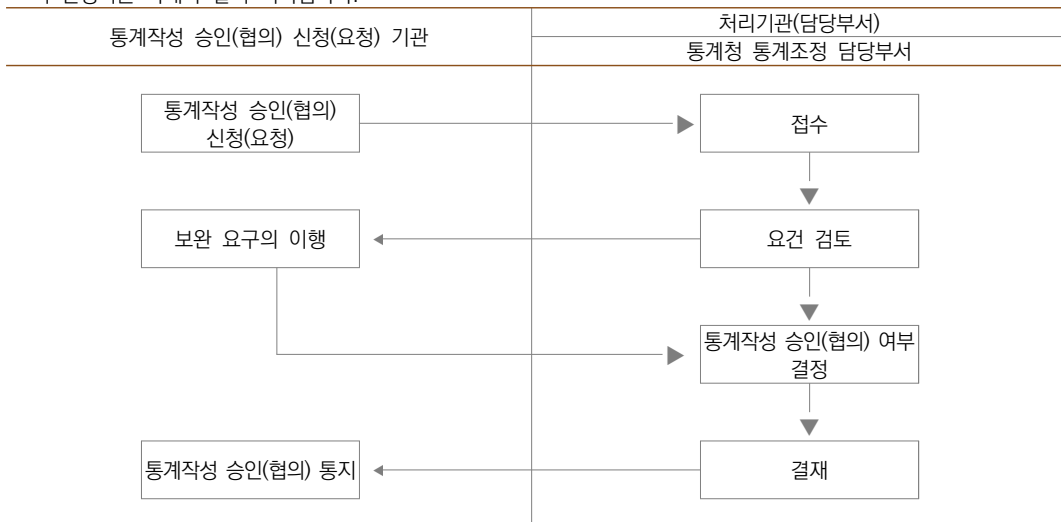 통계작성 승인(협의) 신청(요청) 기관
처리기관(담당부서)
통계청 통계조정 담당부서
통계작성 승인(협의)
신청(요청)
접수
보완 요구의 이행
요건 검토
통계작성 승인(협의) 여부
결정
통계작성 승인(협의) 통지
결재